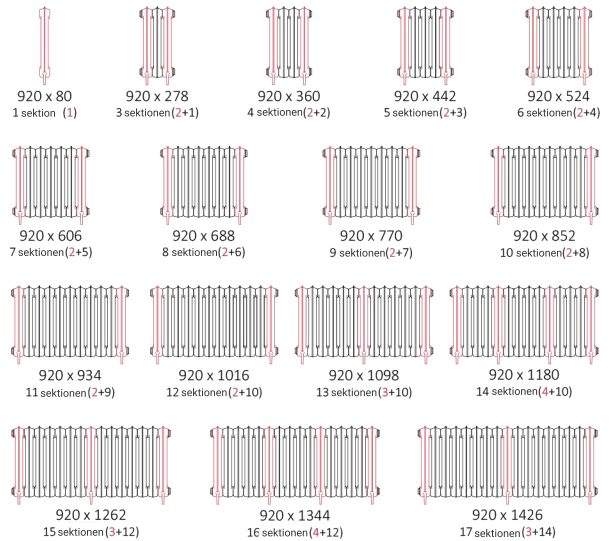 920 x 80
1 sektion (1)
920 x 278
3 sektionen(2+1)
920 x 360
4 sektionen(2+2)
920 x 442
5 sektionen(2+3)
920 x 524
6 sektionen(2+4)
920 x 606
7 sektionen(2+5)
920 x 688
8 sektionen(2+6)
920 x 770
9 sektionen(2+7)
920 x 852
10 sektionen(2+8)
920 x 934
11 sektionen(2+9)
920 x 1016
12 sektionen(2+10)
920 x 1098
13 sektionen(3+10)
920 x 1180
14 sektionen(4+10)
920 x 1262
15 sektionen(3+12)
920 x 1344
16 sektionen(4+12)
920 x 1426
17 sektionen(3+14)